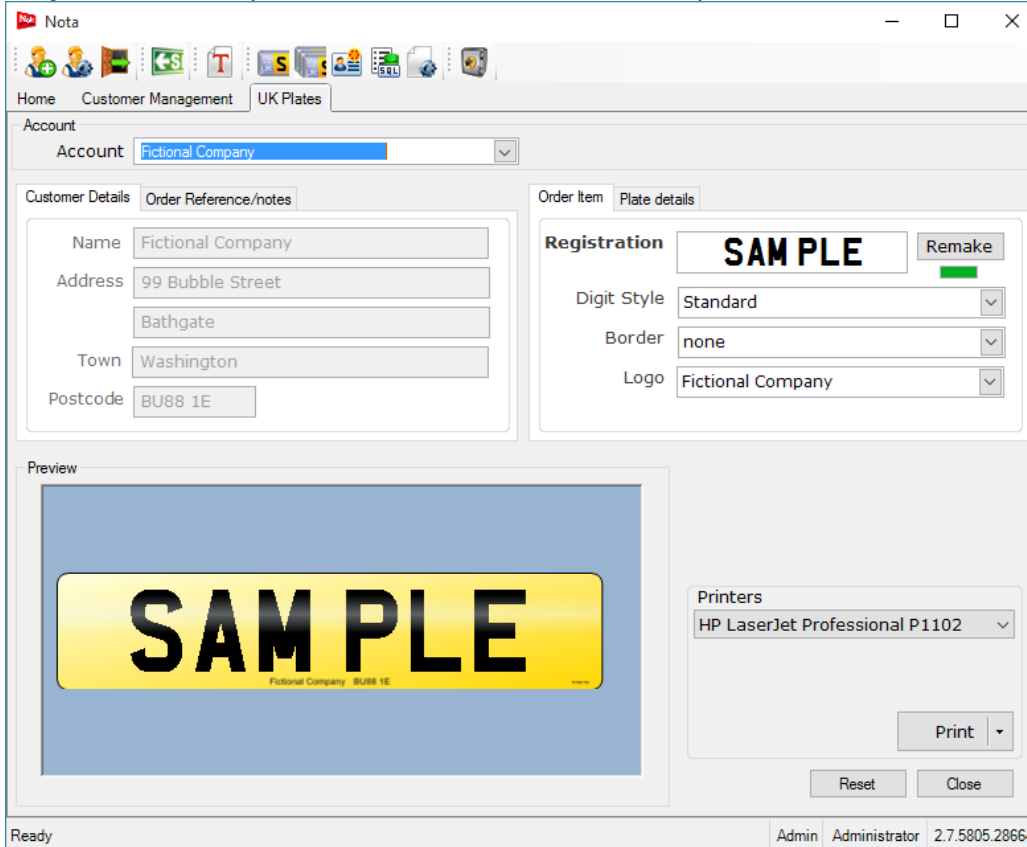 Nota
Home Customer Management UK Plates
Account
Account Fictional Company
Customer Details Order Reference/notes
Name Fictional Company
Address 99 Bubble Street
Bathgate
Town Washington
Postcode BU88 1E
Order Item Plate details
Registration SAM PLE Remake
Digit Style Standard
Border none
Logo Fictional Company
Preview
SAM PLE
Fictional Company BU88 1E
Printers
HP LaserJet Professional P1102
Print
Reset Close
Ready Admin Administrator 2.7.5805.28664